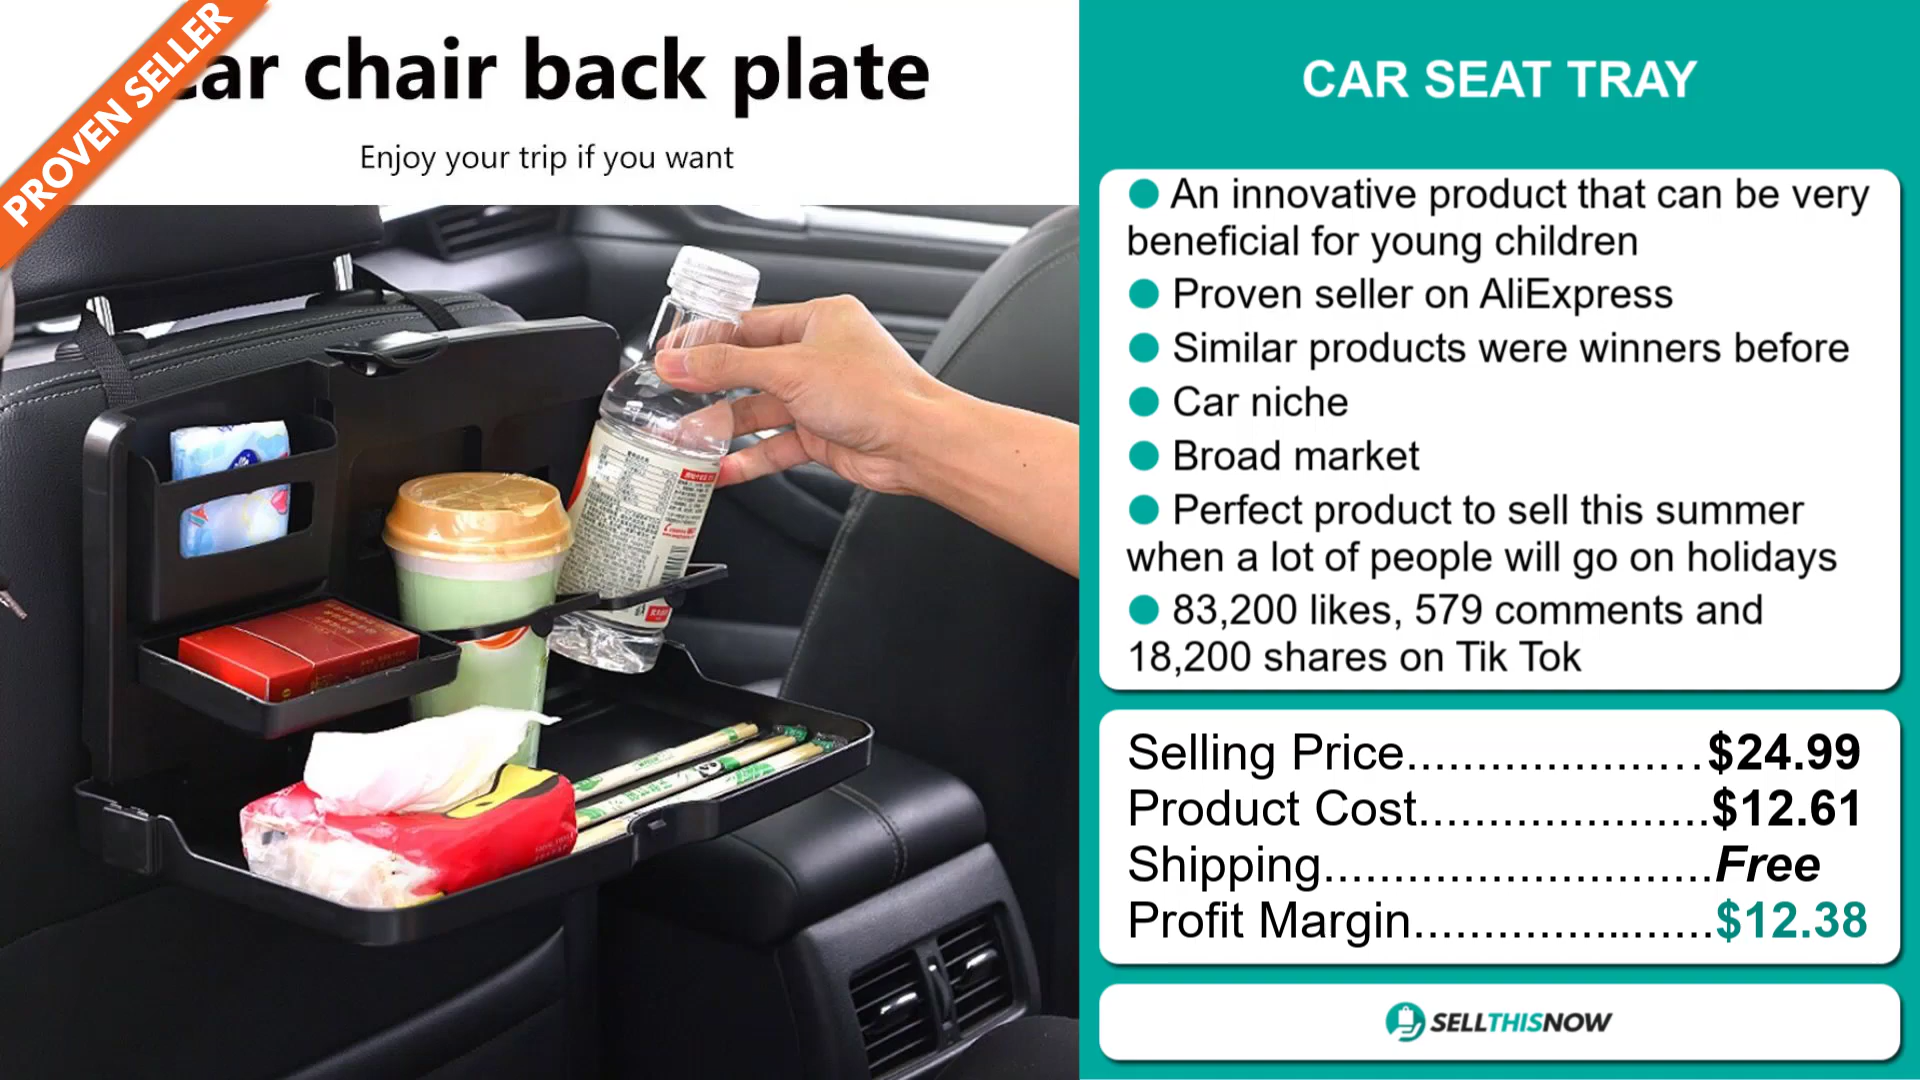 PROVEN SELLER
ar chair back plate
Enjoy your trip if you want
CAR SEAT TRAY
● An innovative product that can be very
beneficial for young children
● Proven seller on AliExpress
● Similar products were winners before
● Car niche
● Broad market
● Perfect product to sell this summer
when a lot of people will go on holidays
● 83,200 likes, 579 comments and
18,200 shares on Tik Tok
Selling Price.....................$24.99
Product Cost.....................$12.61
Shipping............................Free
Profit Margin......................$12.38
SELLTHISNOW